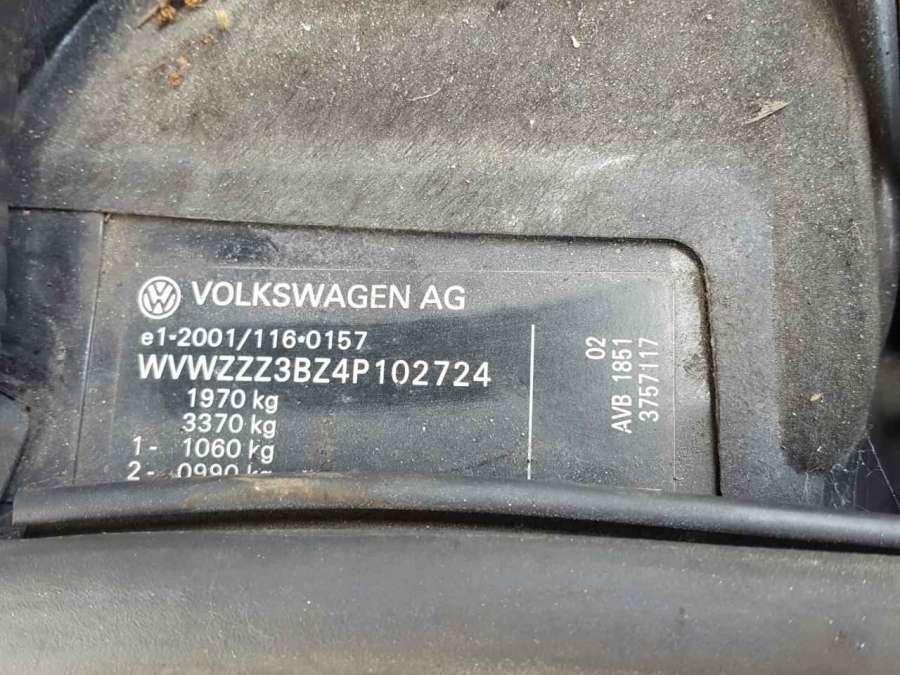 VOLKSWAGEN AG
e1*2001/116*0157
WVWZZZ3BZ4P102724
1970 kg
3370 kg
1- 1060 kg
2- 0990 kg
02
AVB 1851
3757117